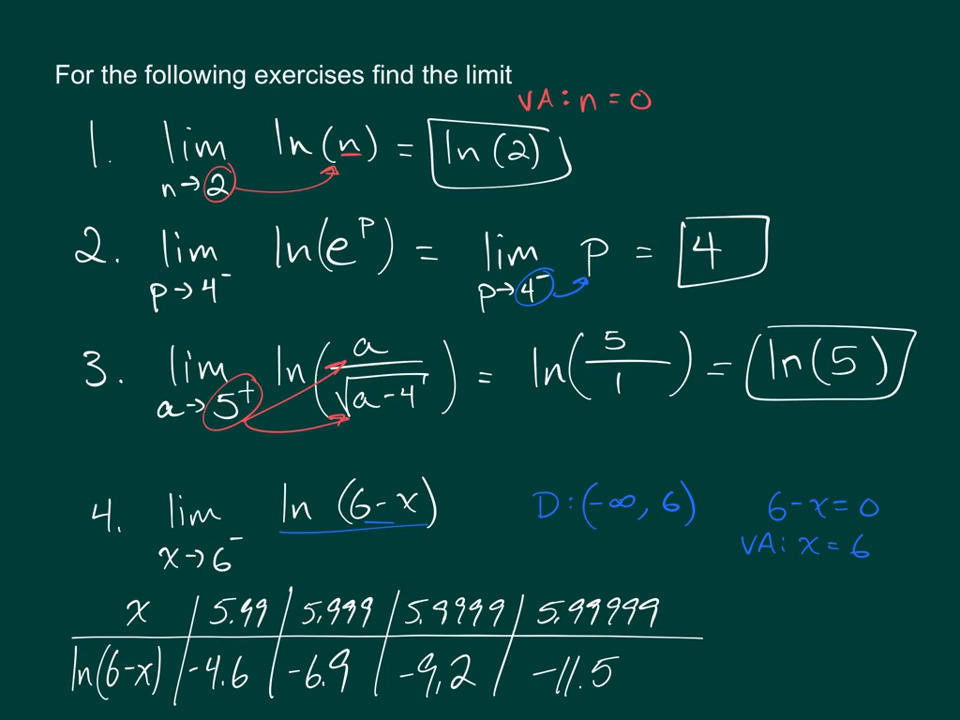 For the following exercises find the limit
VA: n = 0
1. lim n→2 ln(n) = ln(2)
2. lim p→4⁻ ln(e^p) = lim p→4⁻ p = 4
3. lim a→5⁺ ln(a/√(a-4)) = ln(5/1) = ln(5)
4. lim x→6⁻ ln(6-x) D: (-∞, 6) 6-x=0
VA: x = 6
x | 5.99 | 5.999 | 5.9999 | 5.99999
ln(6-x) | -4.6 | -6.9 | -9.2 | -11.5